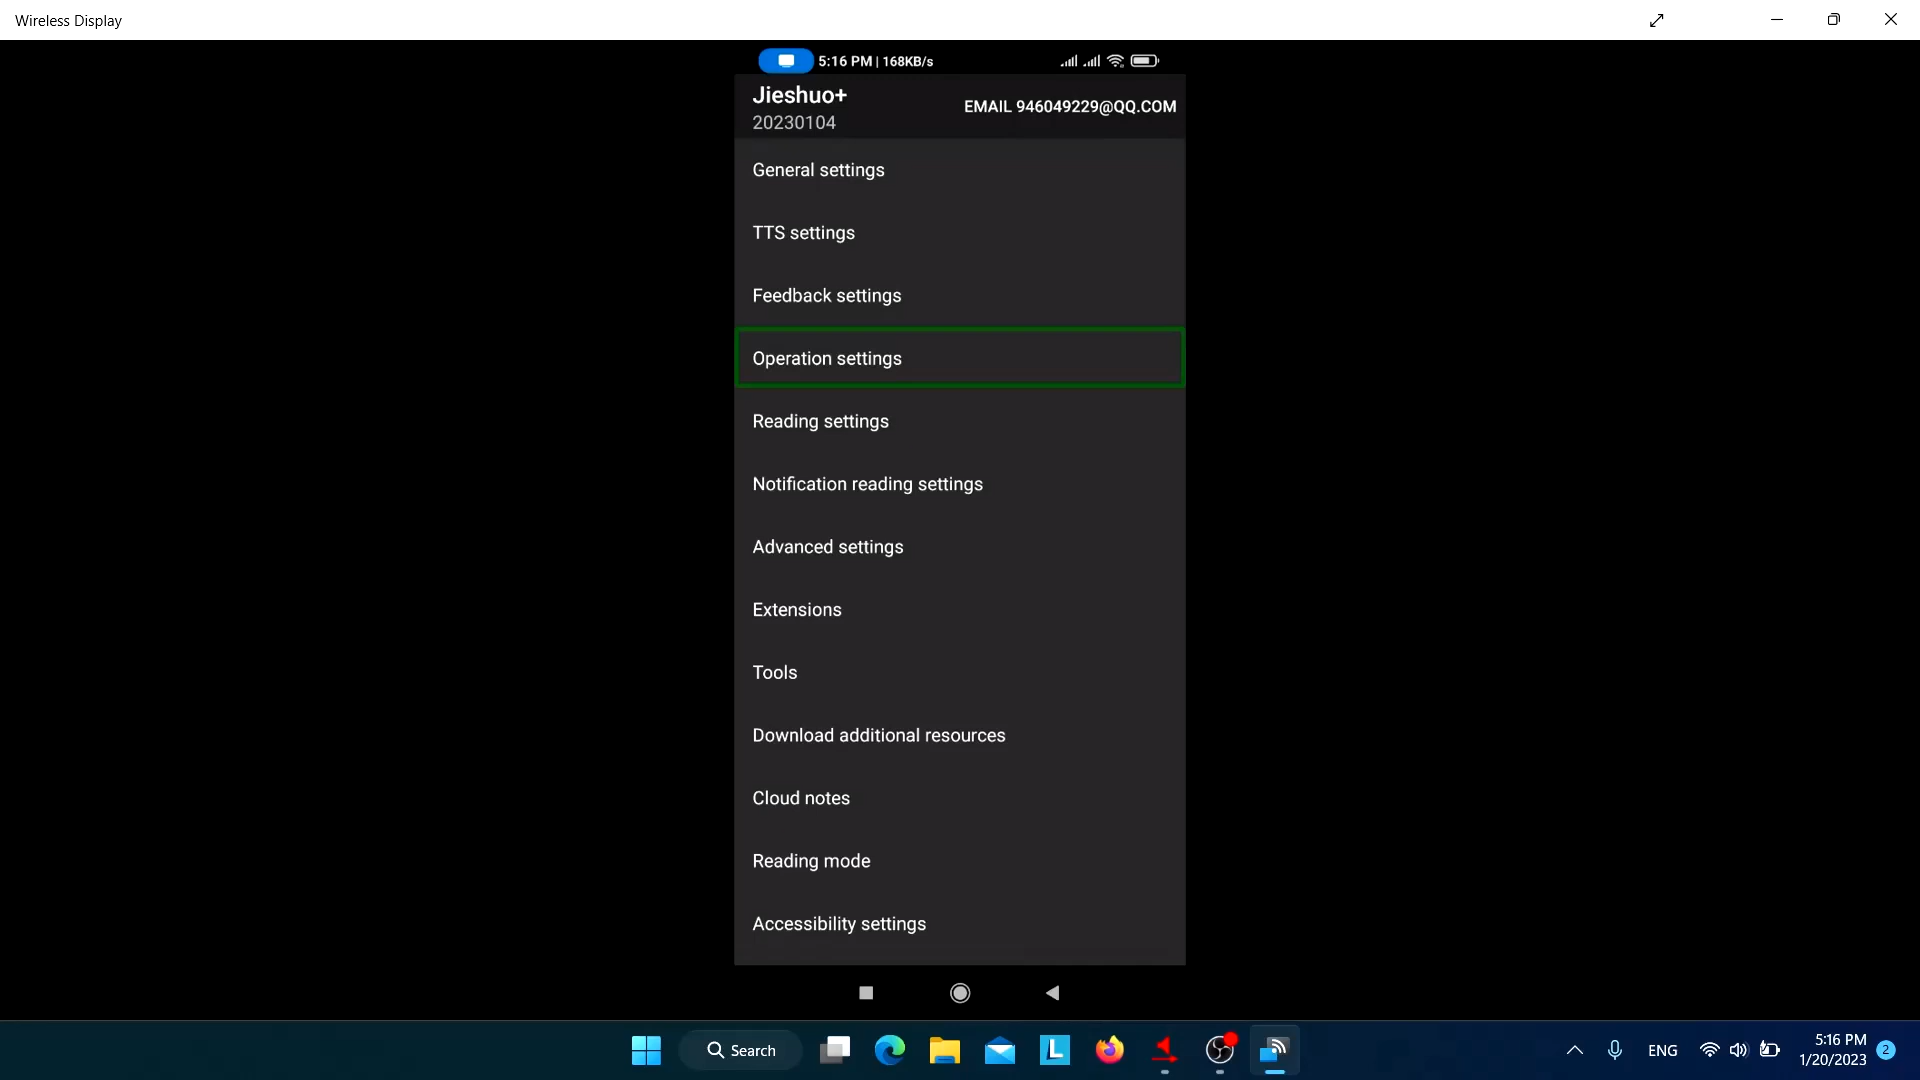 Wireless Display
5:16 PM | 168KB/s
Jieshuo+
20230104
EMAIL 946049229@QQ.COM
General settings
TTS settings
Feedback settings
Operation settings
Reading settings
Notification reading settings
Advanced settings
Extensions
Tools
Download additional resources
Cloud notes
Reading mode
Accessibility settings
Search
L
ENG
5:16 PM
1/20/2023
2